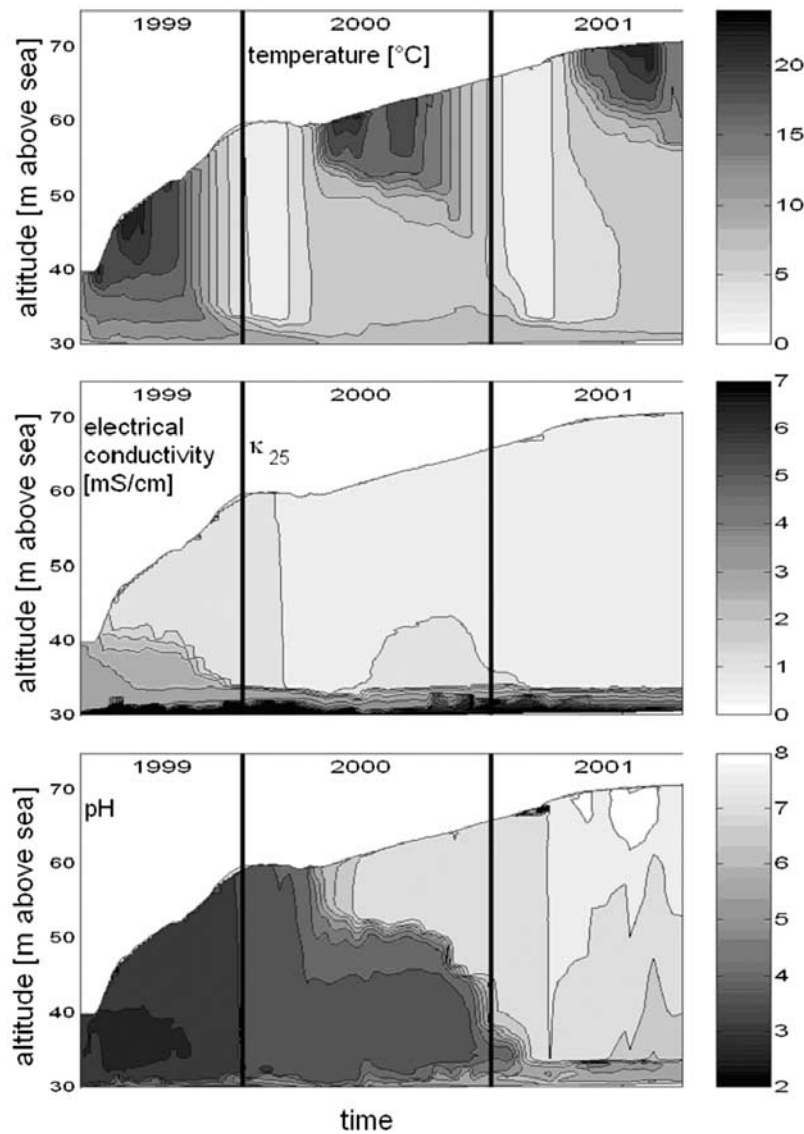 1999 2000 2001
temperature [°C]
altitude [m above sea]
70
60
50
40
30
20
15
10
5
0
1999 2000 2001
electrical
conductivity
[mS/cm]
κ 25
altitude [m above sea]
70
60
50
40
30
7
6
5
4
3
2
1
0
1999 2000 2001
pH
altitude [m above sea]
70
60
50
40
30
8
7
6
5
4
3
2
time